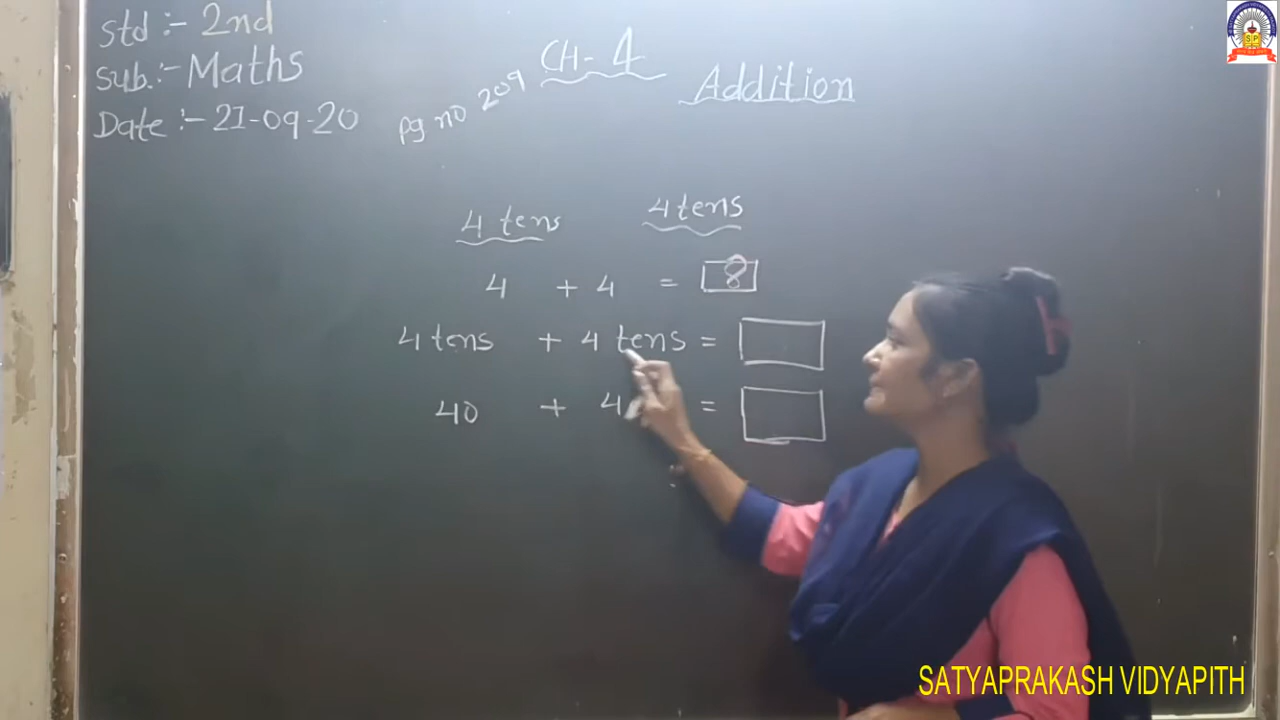 Std :- 2nd
Sub. :- Maths
Date :- 21-09-20
pg no 209
CH- 4
Addition
4 tens 4 tens
4 + 4 = 8
4 tens + 4 tens =
40 + 4 =
SP
SATYAPRAKASH VIDYAPITH